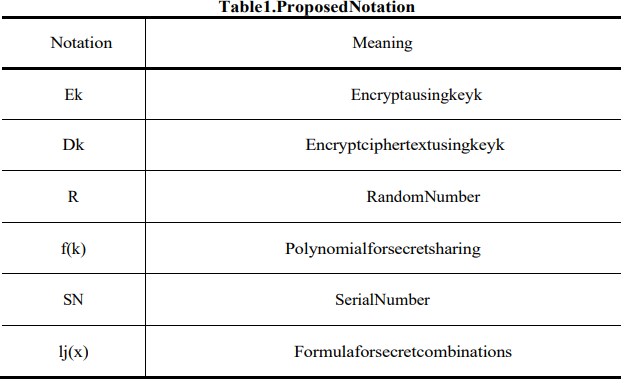 Table1.ProposedNotation
Notation Meaning
Ek Encryptausingkeyk
Dk Encryptciphertextusingkeyk
R RandomNumber
f(k) Polynomialforsecretsharing
SN SerialNumber
lj(x) Formulaforsecretcombinations